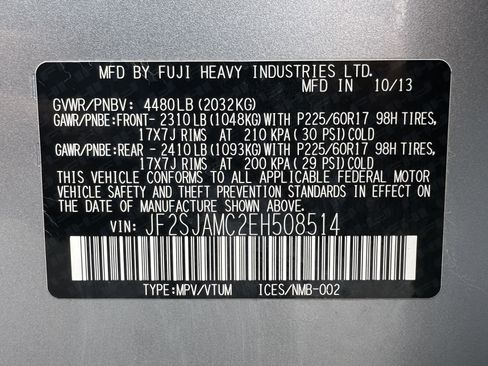 MFD BY FUJI HEAVY INDUSTRIES LTD.
MFD IN JAPAN 10/13
GVWR/PNBV: 4480LB (2032KG)
GAWR/PNBE:FRONT- 2310LB (1048KG) WITH P225/60R17 98H TIRES,
17X7J RIMS AT 210 KPA (30 PSI) COLD
GAWR/PNBE:REAR - 2410LB (1093KG) WITH P225/60R17 98H TIRES,
17X7J RIMS AT 200 KPA (29 PSI) COLD
THIS VEHICLE CONFORMS TO ALL APPLICABLE FEDERAL MOTOR
VEHICLE SAFETY AND THEFT PREVENTION STANDARDS IN
EFFECT ON THE DATE OF MANUFACTURE SHOWN ABOVE.
VIN: JF2SJAMC2EH508514
TYPE:MPV/VTUM ICES/NMB-002